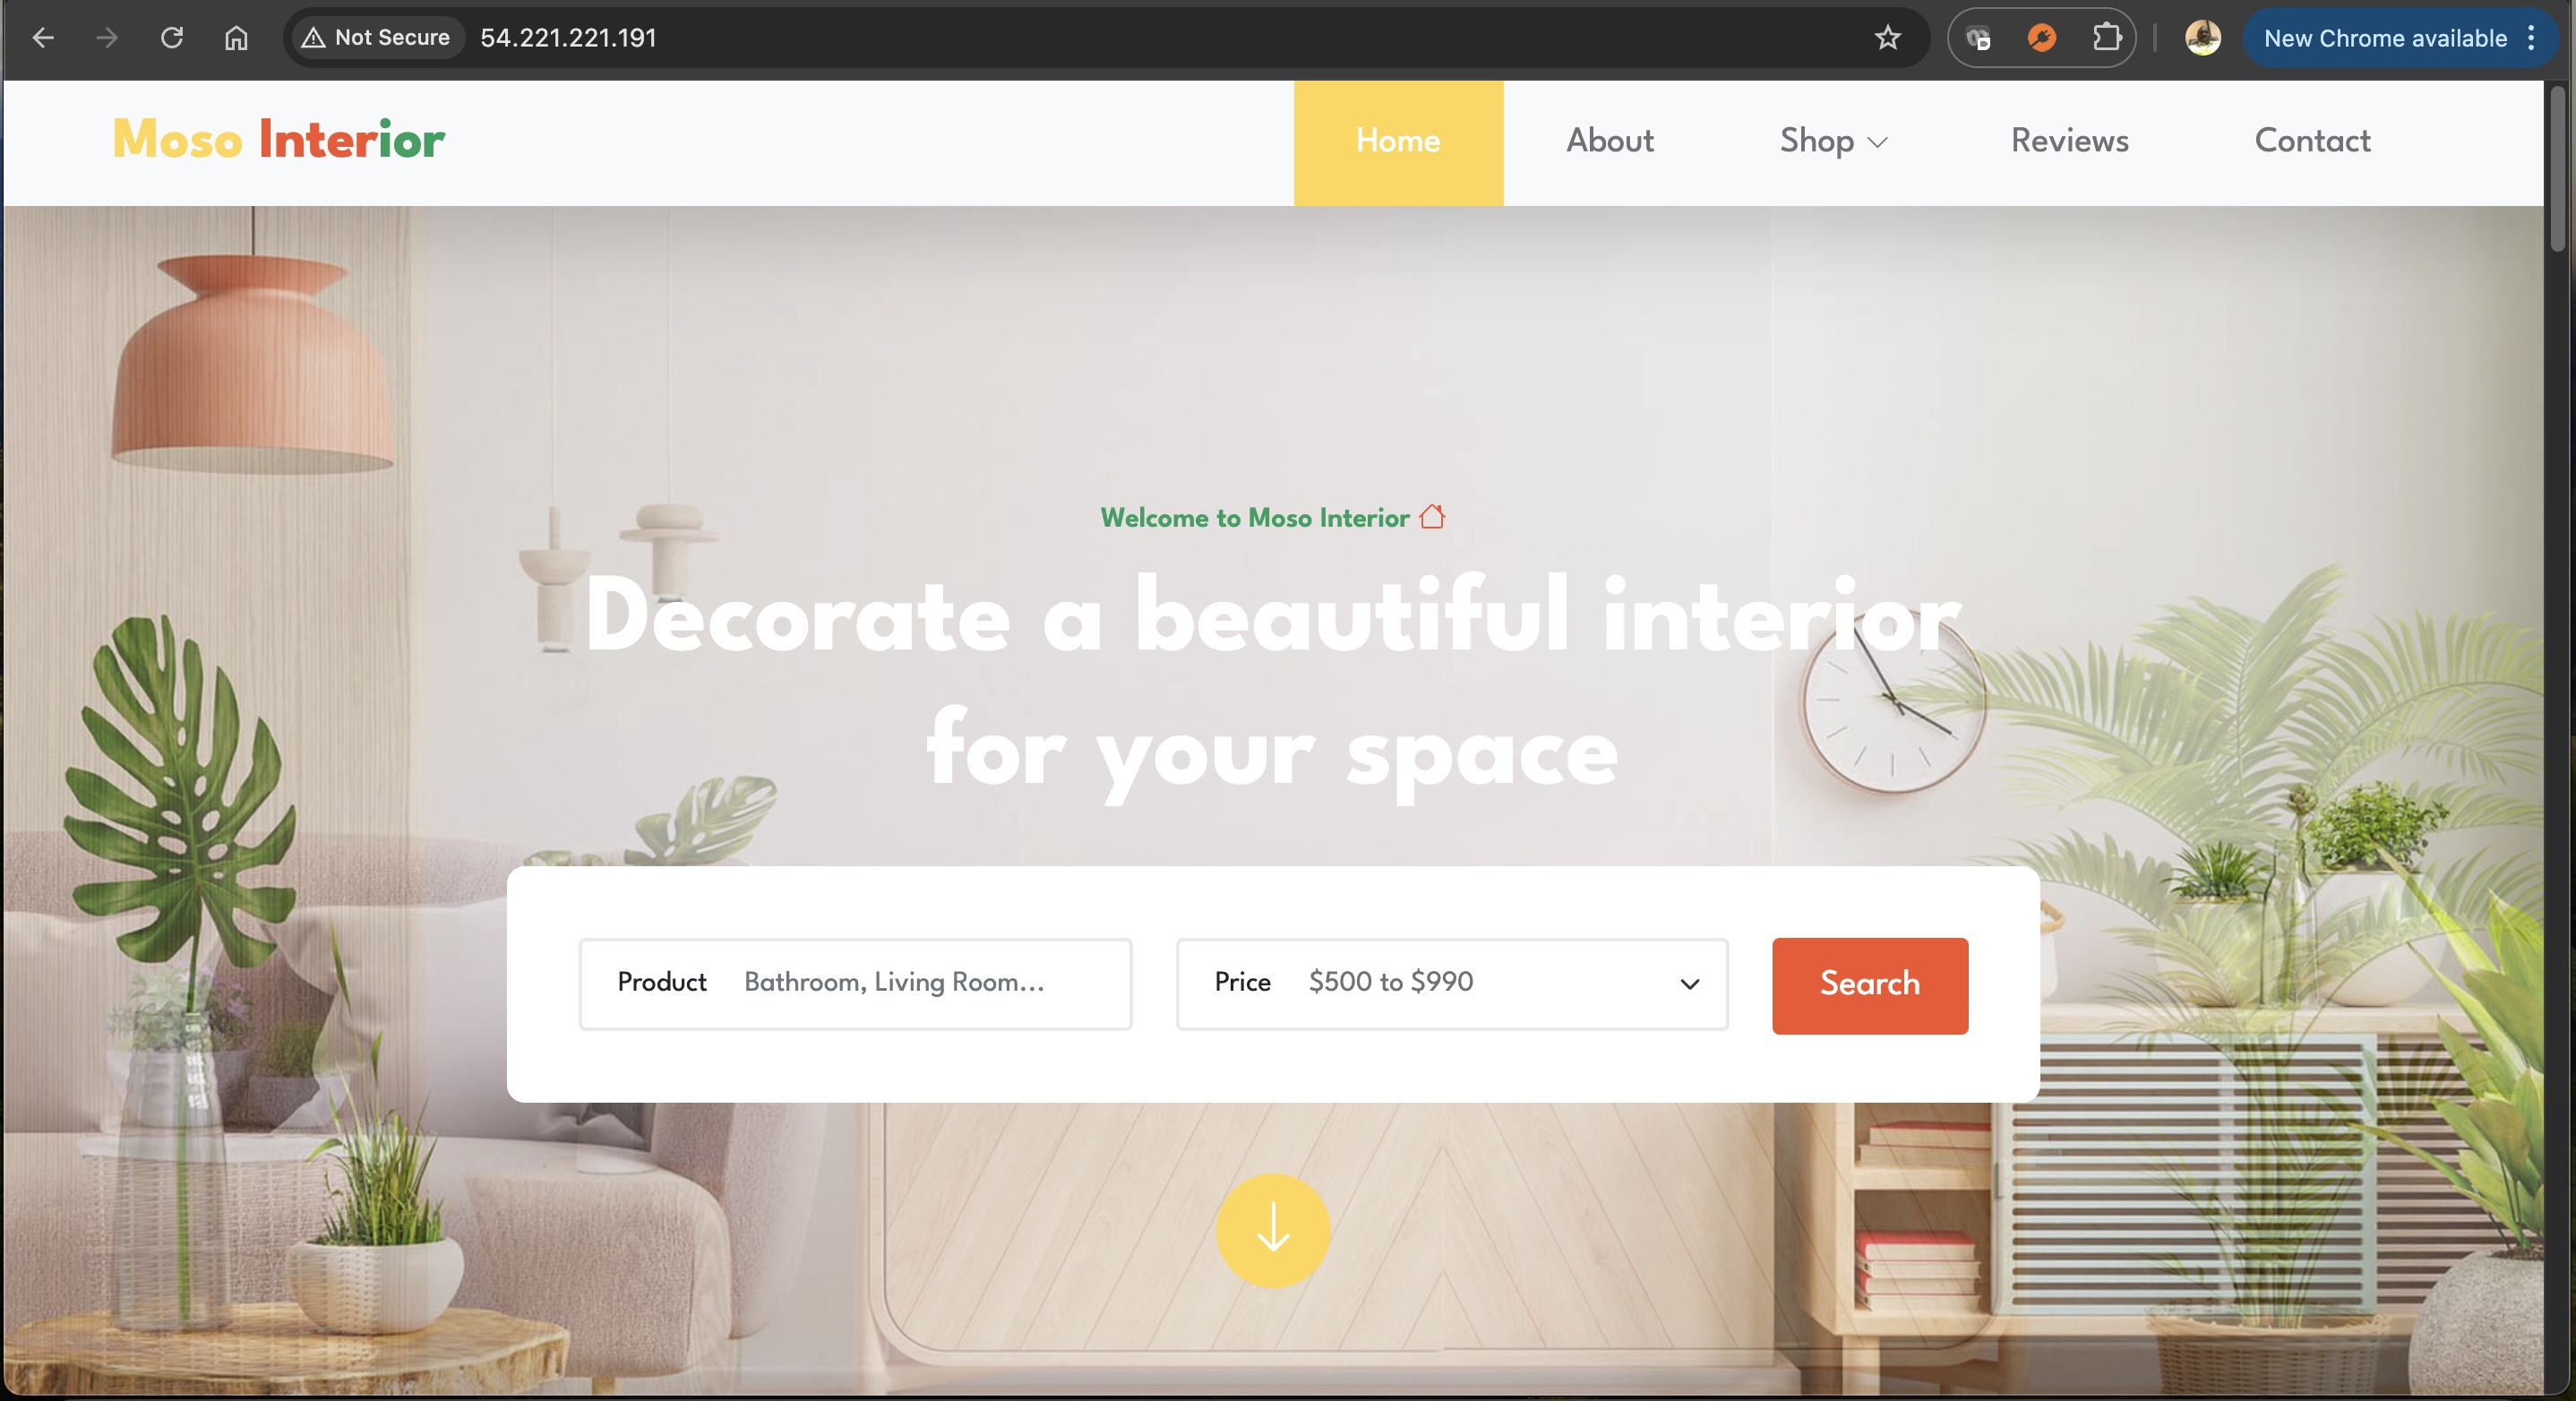 Not Secure 54.221.221.191 New Chrome available
Moso Interior Home About Shop Reviews Contact
Welcome to Moso Interior
Decorate a beautiful interior
for your space
Product Bathroom, Living Room... Price $500 to $990 Search